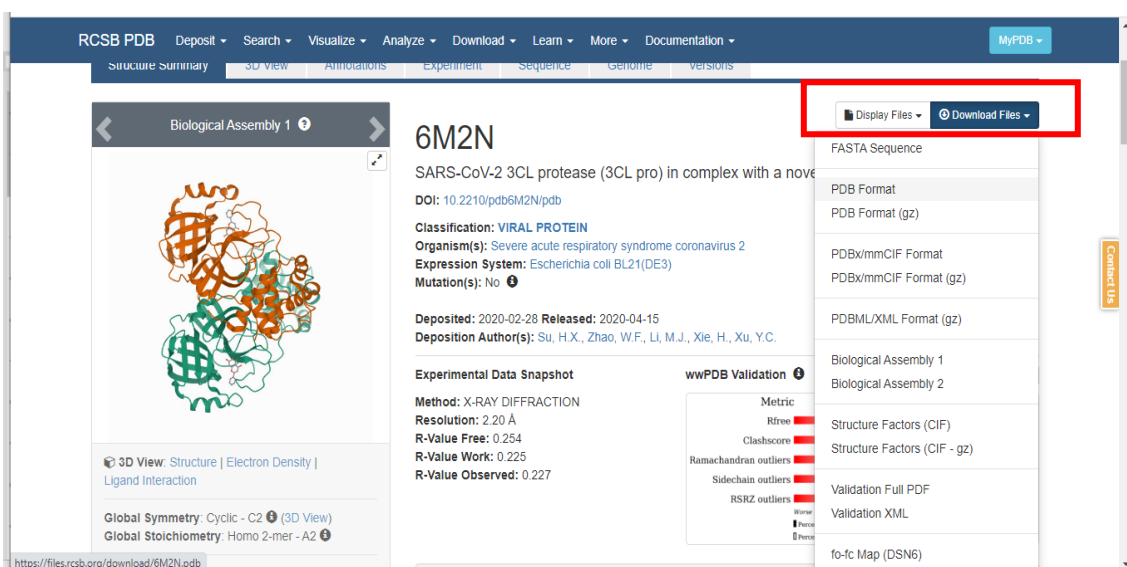 RCSB PDB Deposit Search Visualize Analyze Download Learn More Documentation MyPDB
Structure Summary 3D View Annotations Experiment Sequence Genome Versions
Biological Assembly 1
Display Files Download Files
6M2N
SARS-CoV-2 3CL protease (3CL pro) in complex with a nove
DOI: 10.2210/pdb6M2N/pdb
Classification: VIRAL PROTEIN
Organism(s): Severe acute respiratory syndrome coronavirus 2
Expression System: Escherichia coli BL21(DE3)
Mutation(s): No
Deposited: 2020-02-28 Released: 2020-04-15
Deposition Author(s): Su, H.X., Zhao, W.F., Li, M.J., Xie, H., Xu, Y.C.
Experimental Data Snapshot
Method: X-RAY DIFFRACTION
Resolution: 2.20 Å
R-Value Free: 0.254
R-Value Work: 0.225
R-Value Observed: 0.227
wwPDB Validation
Metric
Rfree
Clashscore
Ramachandran outliers
Sidechain outliers
RSRZ outliers
Worse
Perce
Perce
FASTA Sequence
PDB Format
PDB Format (gz)
PDBx/mmCIF Format
PDBx/mmCIF Format (gz)
PDBML/XML Format (gz)
Biological Assembly 1
Biological Assembly 2
Structure Factors (CIF)
Structure Factors (CIF - gz)
Validation Full PDF
Validation XML
fo-fc Map (DSN6)
Contact Us
3D View: Structure | Electron Density |
Ligand Interaction
Global Symmetry: Cyclic - C2 (3D View)
Global Stoichiometry: Homo 2-mer - A2
https://files.rcsb.org/download/6M2N.pdb